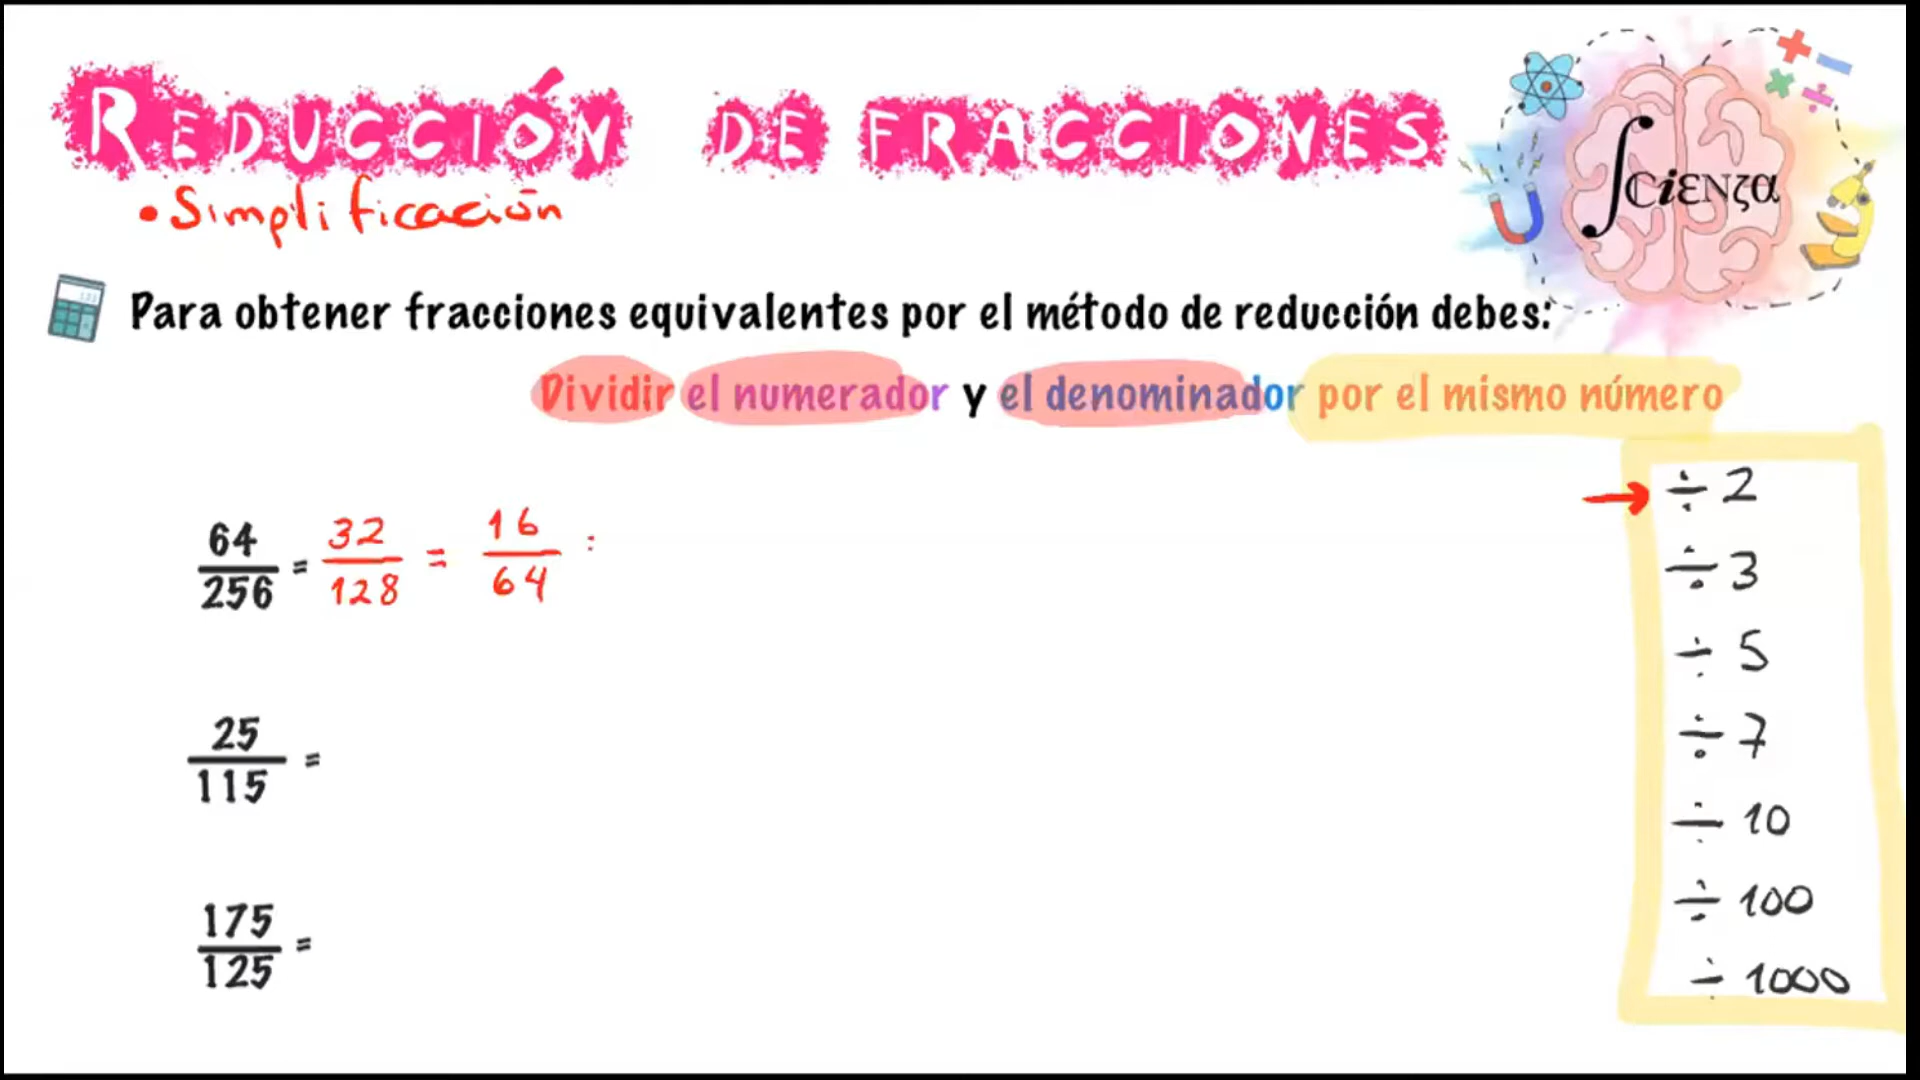 REDUCCIÓN DE FRACCIONES
• Simplificación
∫CiENζα
Para obtener fracciones equivalentes por el método de reducción debes:
Dividir el numerador y el denominador por el mismo número
64/256 = 32/128 = 16/64 :
25/115 =
175/125 =
→ ÷ 2
÷ 3
÷ 5
÷ 7
÷ 10
÷ 100
÷ 1000